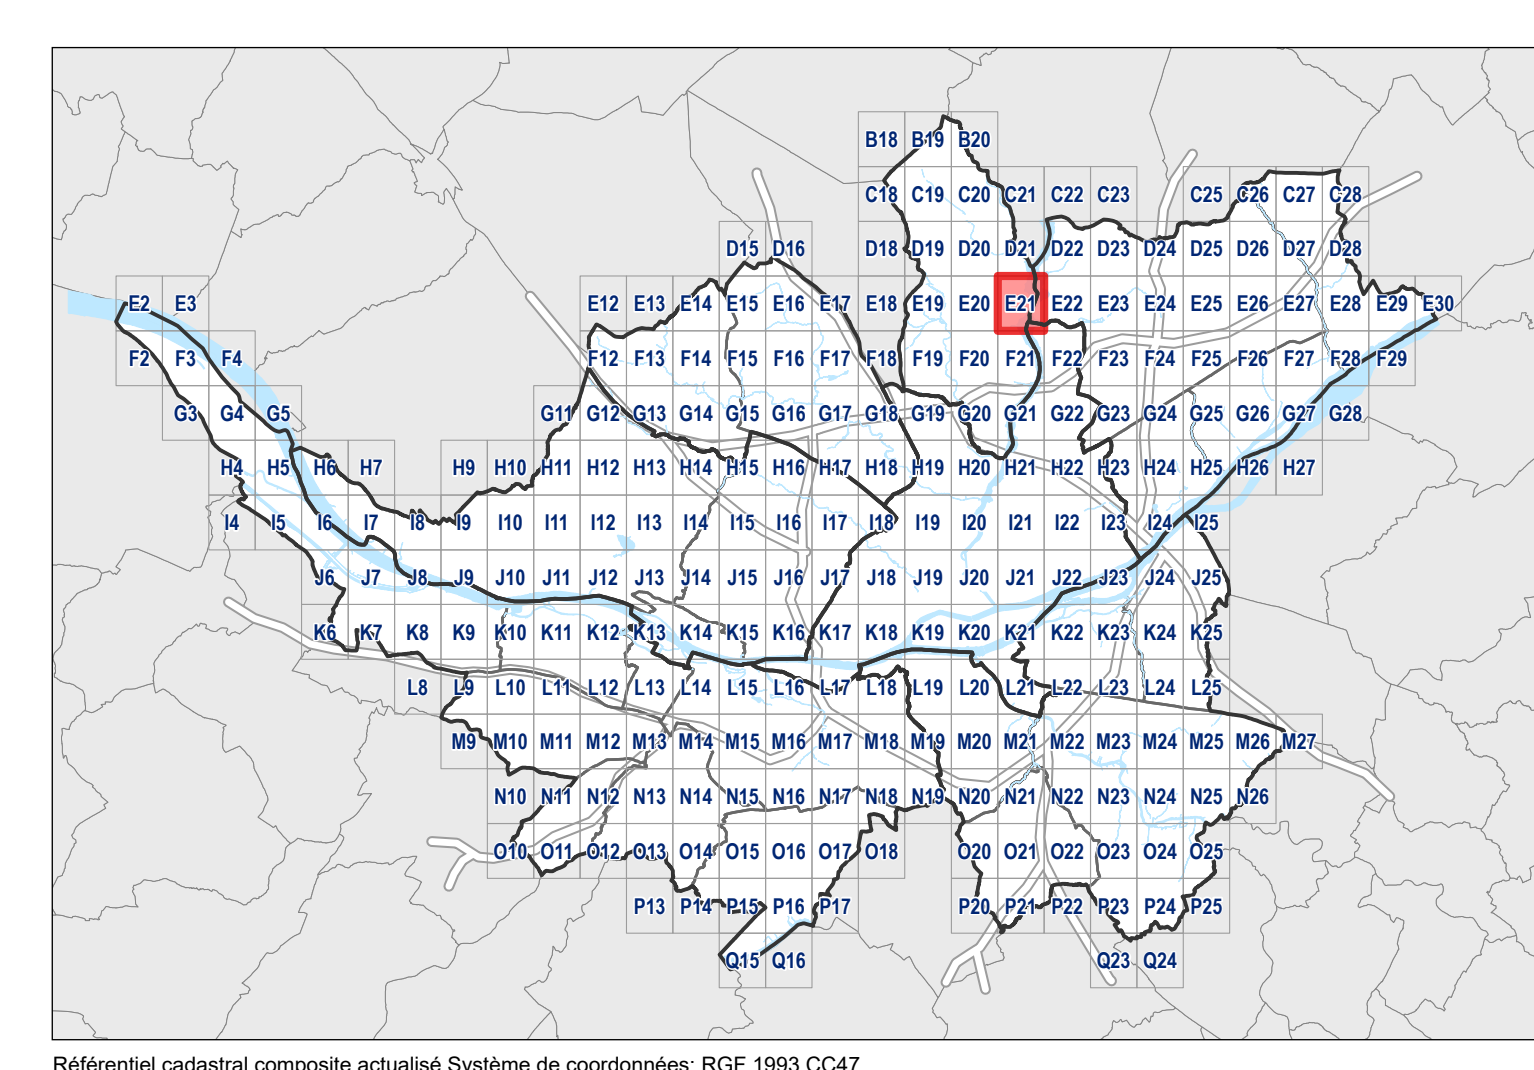 B18 B19 B20
C18 C19 C20 C21 C22 C23 C25 C26 C27 C28
D15 D16 D18 D19 D20 D21 D22 D23 D24 D25 D26 D27 D28
E2 E3 E12 E13 E14 E15 E16 E17 E18 E19 E20 E21 E22 E23 E24 E25 E26 E27 E28 E29 E30
F2 F3 F4 F12 F13 F14 F15 F16 F17 F18 F19 F20 F21 F22 F23 F24 F25 F26 F27 F28 F29
G3 G4 G5 G11 G12 G13 G14 G15 G16 G17 G18 G19 G20 G21 G22 G23 G24 G25 G26 G27 G28
H4 H5 H6 H7 H9 H10 H11 H12 H13 H14 H15 H16 H17 H18 H19 H20 H21 H22 H23 H24 H25 H26 H27
I4 I5 I6 I7 I8 I9 I10 I11 I12 I13 I14 I15 I16 I17 I18 I19 I20 I21 I22 I23 I24 I25
J6 J7 J8 J9 J10 J11 J12 J13 J14 J15 J16 J17 J18 J19 J20 J21 J22 J23 J24 J25
K6 K7 K8 K9 K10 K11 K12 K13 K14 K15 K16 K17 K18 K19 K20 K21 K22 K23 K24 K25
L8 L9 L10 L11 L12 L13 L14 L15 L16 L17 L18 L19 L20 L21 L22 L23 L24 L25
M9 M10 M11 M12 M13 M14 M15 M16 M17 M18 M19 M20 M21 M22 M23 M24 M25 M26 M27
N10 N11 N12 N13 N14 N15 N16 N17 N18 N19 N20 N21 N22 N23 N24 N25 N26
O10 O11 O12 O13 O14 O15 O16 O17 O18 O20 O21 O22 O23 O24 O25
P13 P14 P15 P16 P17 P20 P21 P22 P23 P24 P25
Q15 Q16 Q23 Q24
Référentiel cadastral composite actualisé Système de coordonnées: RGF 1993 CC47